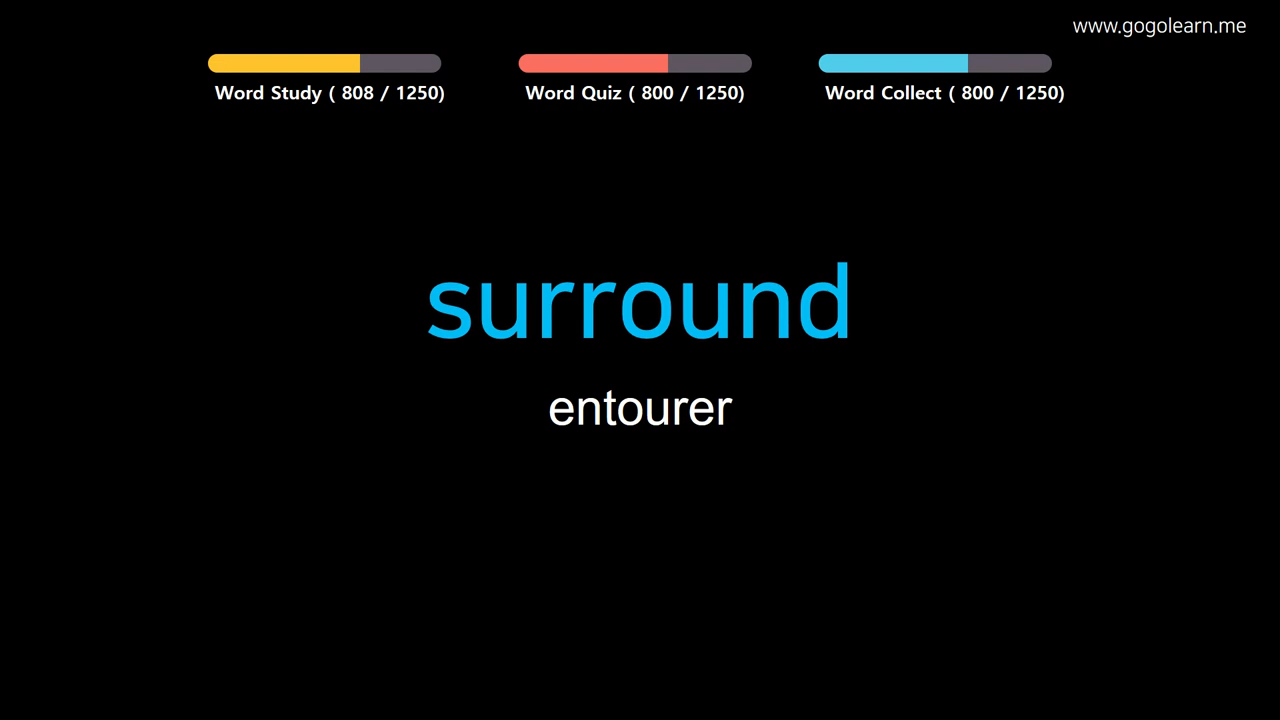 www.gogolearn.me
Word Study ( 808 / 1250)
Word Quiz ( 800 / 1250)
Word Collect ( 800 / 1250)
surround
entourer